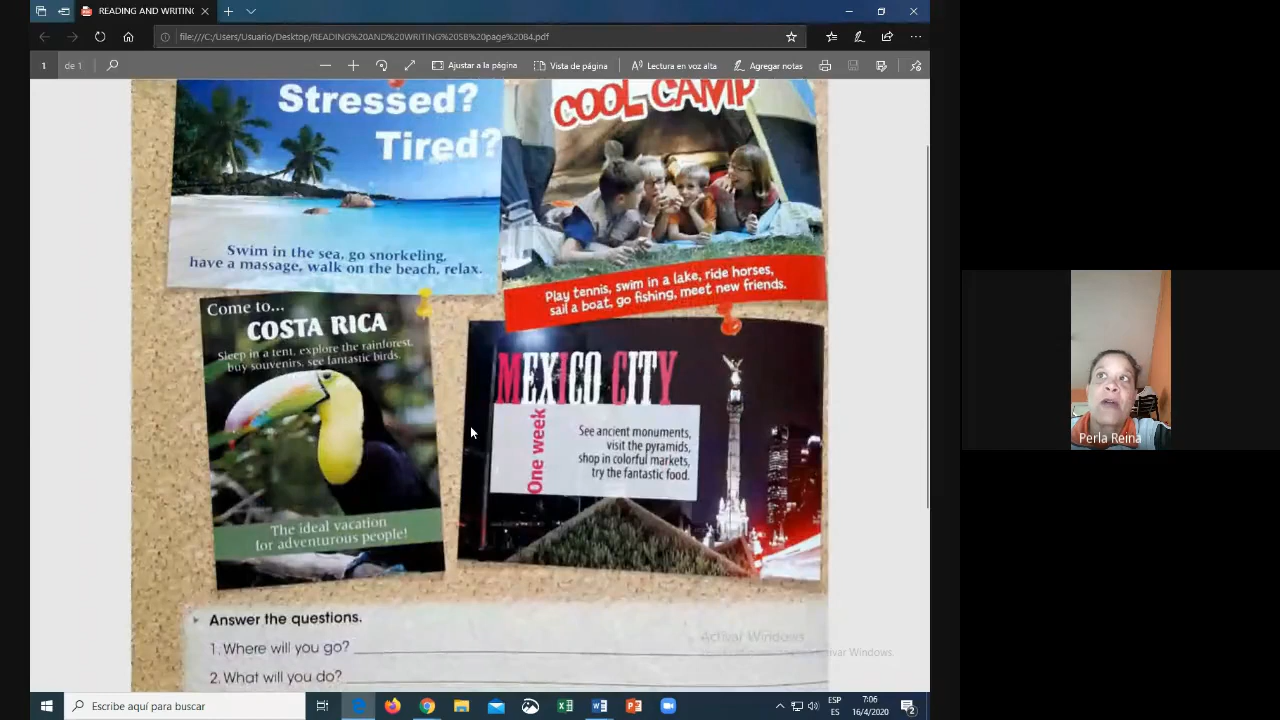 READING AND WRITING
file:///C:/Users/Usuario/Desktop/READING%20AND%20WRITING%20SB%20page%2084.pdf
1 de 1
Ajustar a la página
Vista de página
Lectura en voz alta
Agregar notas
Stressed?
Tired?
Swim in the sea, go snorkeling,
have a massage, walk on the beach, relax.
COOL CAMP
Play tennis, swim in a lake, ride horses,
sail a boat, go fishing, meet new friends.
Come to...
COSTA RICA
Sleep in a tent, explore the rainforest,
buy souvenirs, see fantastic birds.
The ideal vacation
for adventurous people!
MEXICO CITY
One week
See ancient monuments,
visit the pyramids,
shop in colorful markets,
try the fantastic food.
Answer the questions.
1. Where will you go?
2. What will you do?
Activar Windows
ivar Windows.
Perla Reina
Escribe aquí para buscar
ESP
ES
7:06
16/4/2020
2